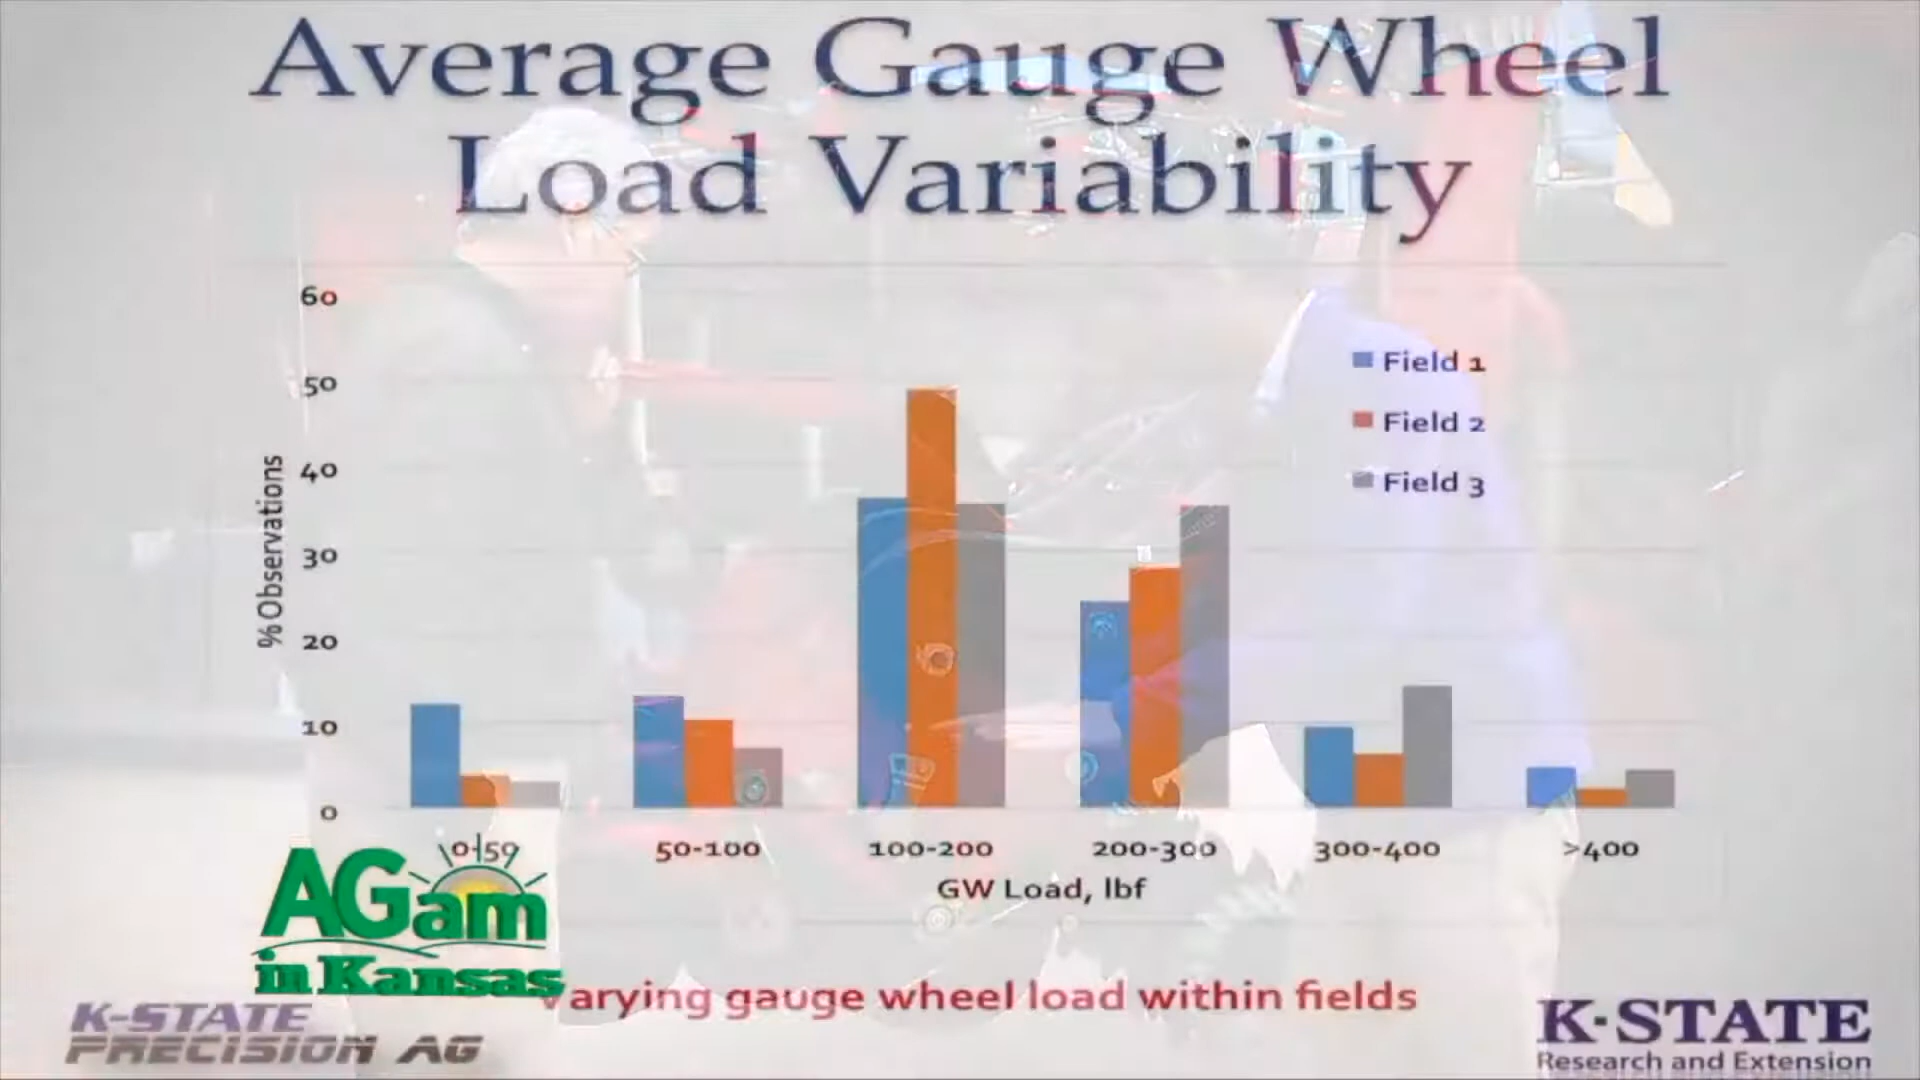 Average Gauge Wheel
Load Variability
60
50
40
30
20
10
0
% Observations
Field 1
Field 2
Field 3
0-50
50-100
100-200
200-300
300-400
>400
GW Load, lbf
AGam
in Kansas
varying gauge wheel load within fields
K-STATE
PRECISION AG
K-STATE
Research and Extension